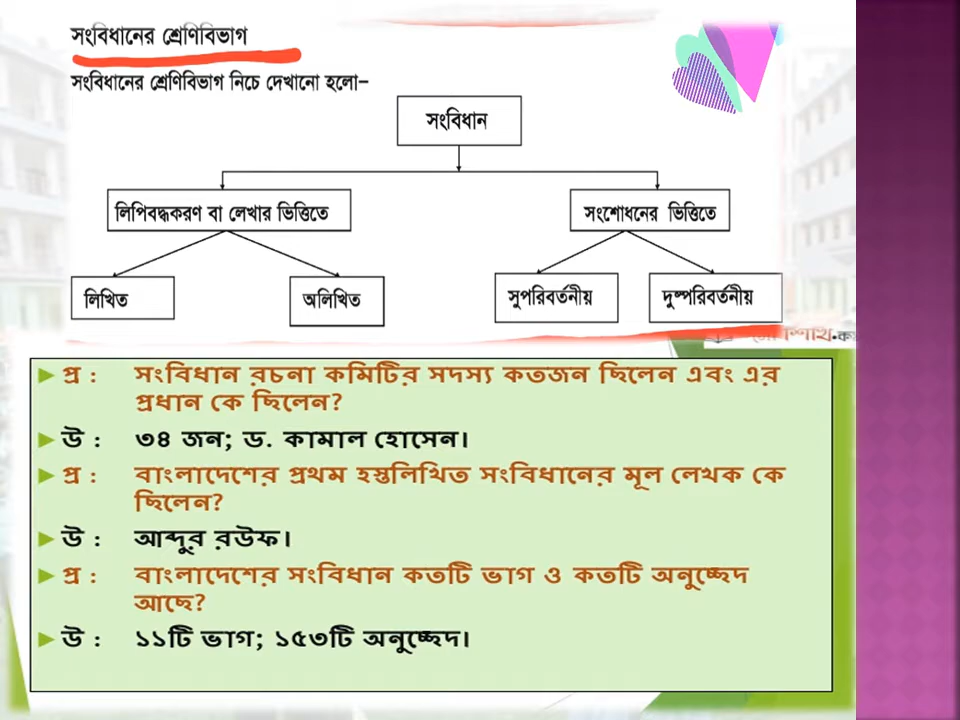 সংবিধানের শ্রেণিবিভাগ
সংবিধানের শ্রেণিবিভাগ নিচে দেখানো হলো-
সংবিধান
লিপিবদ্ধকরণ বা লেখার ভিত্তিতে
সংশোধনের ভিত্তিতে
লিখিত
অলিখিত
সুপরিবর্তনীয়
দুষ্পরিবর্তনীয়
প্র : সংবিধান রচনা কমিটির সদস্য কতজন ছিলেন এবং এর
প্রধান কে ছিলেন?
উ : ৩৪ জন; ড. কামাল হোসেন।
প্র : বাংলাদেশের প্রথম হস্তলিখিত সংবিধানের মূল লেখক কে
ছিলেন?
উ : আব্দুর রউফ।
প্র : বাংলাদেশের সংবিধান কতটি ভাগ ও কতটি অনুচ্ছেদ
আছে?
উ : ১১টি ভাগ; ১৫৩টি অনুচ্ছেদ।